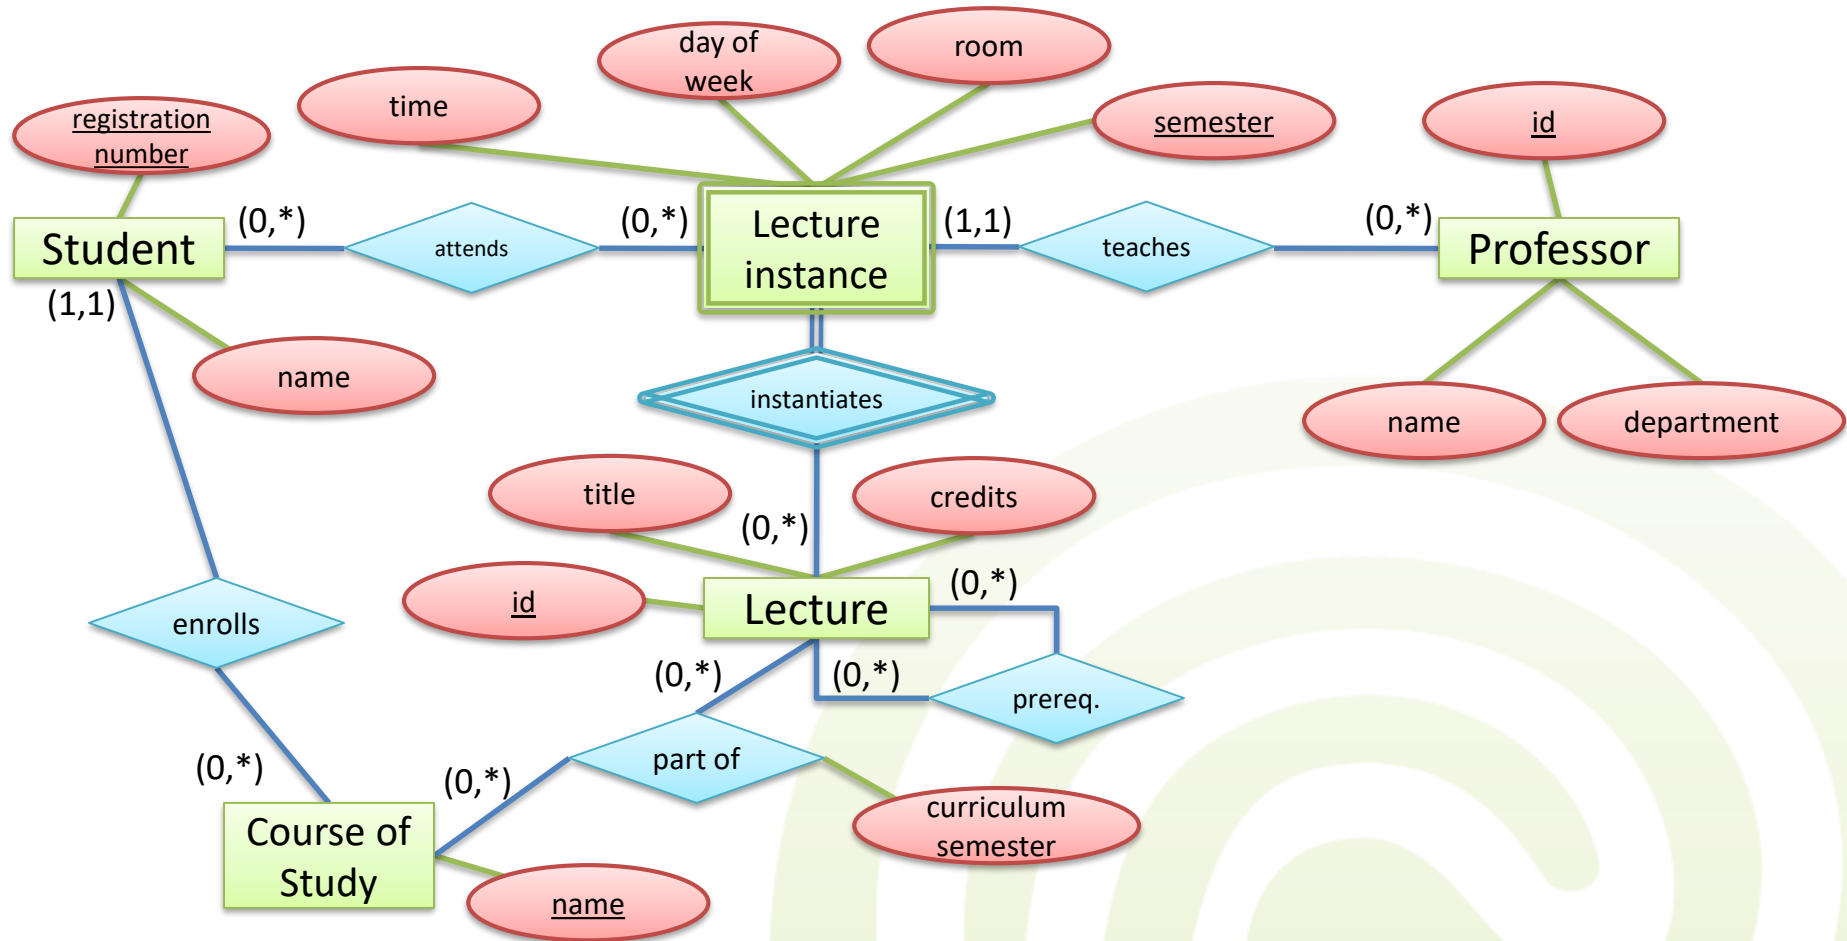 day of
week
room
time
registration
number
semester
id
(0,*)
(0,*)
(1,1)
(0,*)
Student
attends
Lecture
instance
teaches
Professor
(1,1)
name
instantiates
name
department
title
credits
(0,*)
id
Lecture
(0,*)
enrolls
(0,*)
(0,*)
prereq.
part of
(0,*)
(0,*)
curriculum
semester
Course of
Study
name